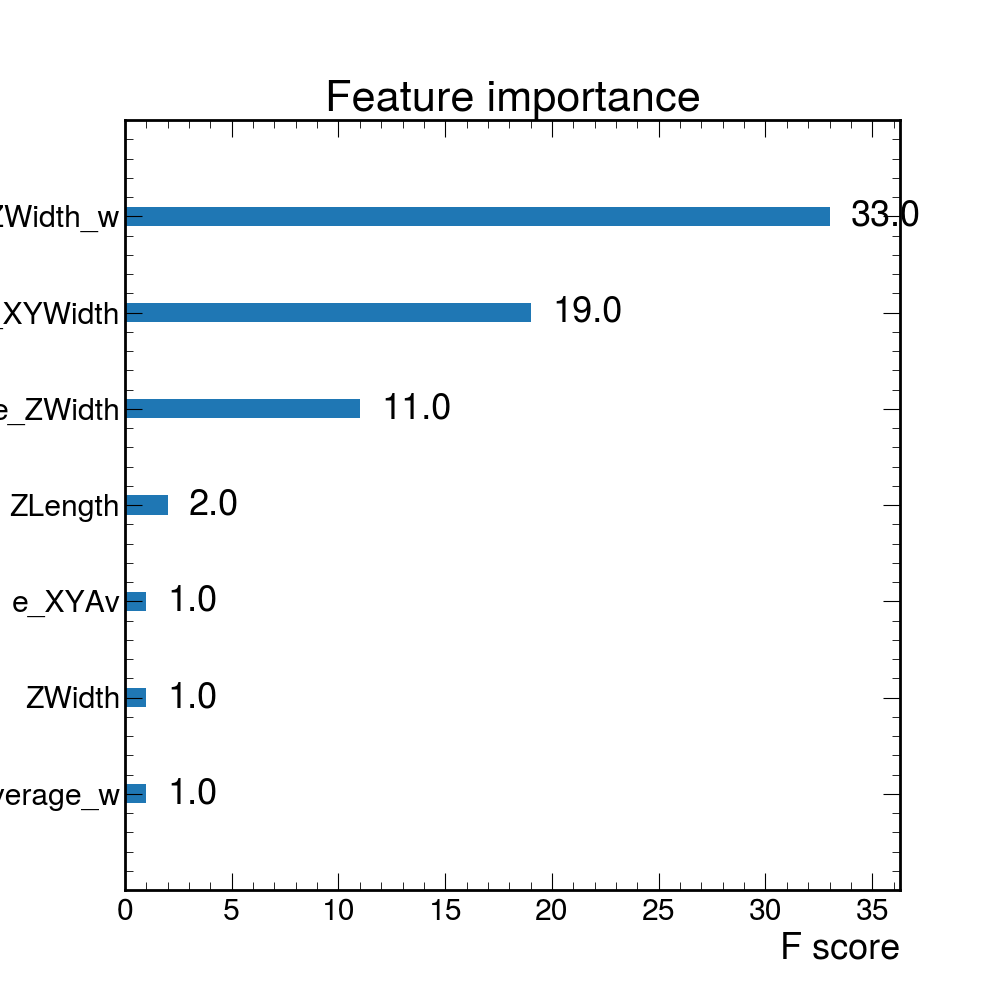 Feature importance
ZWidth_w 33.0
_XYWidth 19.0
e_ZWidth 11.0
ZLength 2.0
e_XYAv 1.0
ZWidth 1.0
verage_w 1.0
0 5 10 15 20 25 30 35
F score